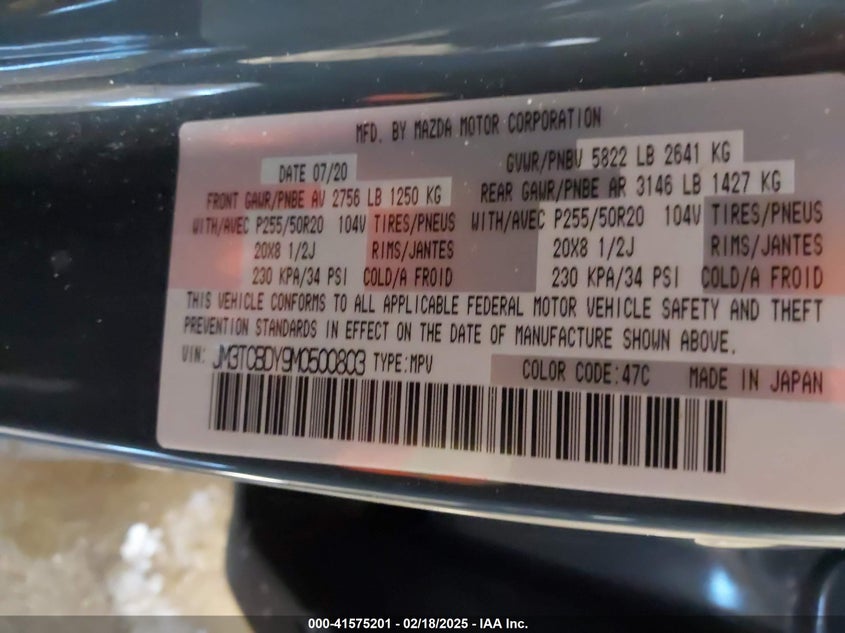 MFD. BY MAZDA MOTOR CORPORATION
DATE 07/20 GVWR/PNBV 5822 LB 2641 KG
FRONT GAWR/PNBE AV 2756 LB 1250 KG REAR GAWR/PNBE AR 3146 LB 1427 KG
WITH/AVEC P255/50R20 104V TIRES/PNEUS WITH/AVEC P255/50R20 104V TIRES/PNEUS
20X8 1/2J RIMS/JANTES 20X8 1/2J RIMS/JANTES
230 KPA/34 PSI COLD/A FROID 230 KPA/34 PSI COLD/A FROID
THIS VEHICLE CONFORMS TO ALL APPLICABLE FEDERAL MOTOR VEHICLE SAFETY AND THEFT
PREVENTION STANDARDS IN EFFECT ON THE DATE OF MANUFACTURE SHOWN ABOVE.
VIN: JM3TCBDY9M0500803 TYPE:MPV COLOR CODE:47C MADE IN JAPAN
000-41575201 - 02/18/2025 - IAA Inc.